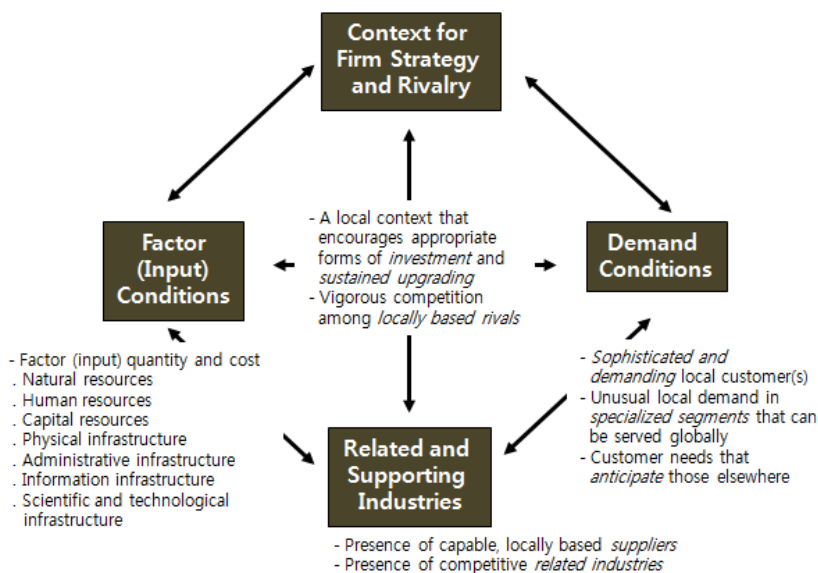 Context for
Firm Strategy
and Rivalry
Factor
(Input)
Conditions
- A local context that
encourages appropriate
forms of investment and
sustained upgrading
- Vigorous competition
among locally based rivals
Demand
Conditions
- Factor (input) quantity and cost
. Natural resources
. Human resources
. Capital resources
. Physical infrastructure
. Administrative infrastructure
. Information infrastructure
. Scientific and technological
infrastructure
Related and
Supporting
Industries
- Sophisticated and
demanding local customer(s)
- Unusual local demand in
specialized segments that can
be served globally
- Customer needs that
anticipate those elsewhere
- Presence of capable, locally based suppliers
- Presence of competitive related industries